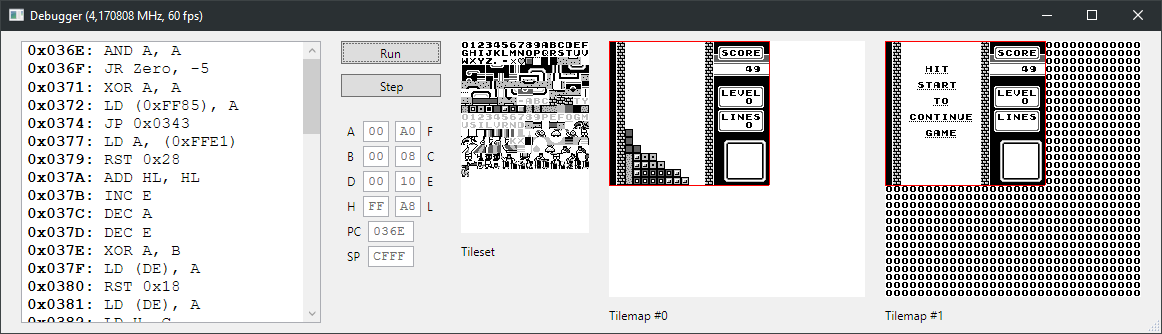 Debugger (4,170808 MHz, 60 fps)
0x036E: AND A, A
0x036F: JR Zero, -5
0x0371: XOR A, A
0x0372: LD (0xFF85), A
0x0374: JP 0x0343
0x0377: LD A, (0xFFE1)
0x0379: RST 0x28
0x037A: ADD HL, HL
0x037B: INC E
0x037C: DEC A
0x037D: DEC E
0x037E: XOR A, B
0x037F: LD (DE), A
0x0380: RST 0x18
0x0381: LD (DE), A
Run
Step
A 00 A0 F
B 00 08 C
D 00 10 E
H FF A8 L
PC 036E
SP CFFF
0123456789ABCDEF
GHIJKLMNOPQRSTUV
WXYZ.-
Tileset
SCORE
49
LEVEL
0
LINES
0
Tilemap #0
HIT
START
TO
CONTINUE
GAME
SCORE
49
LEVEL
0
LINES
Tilemap #1